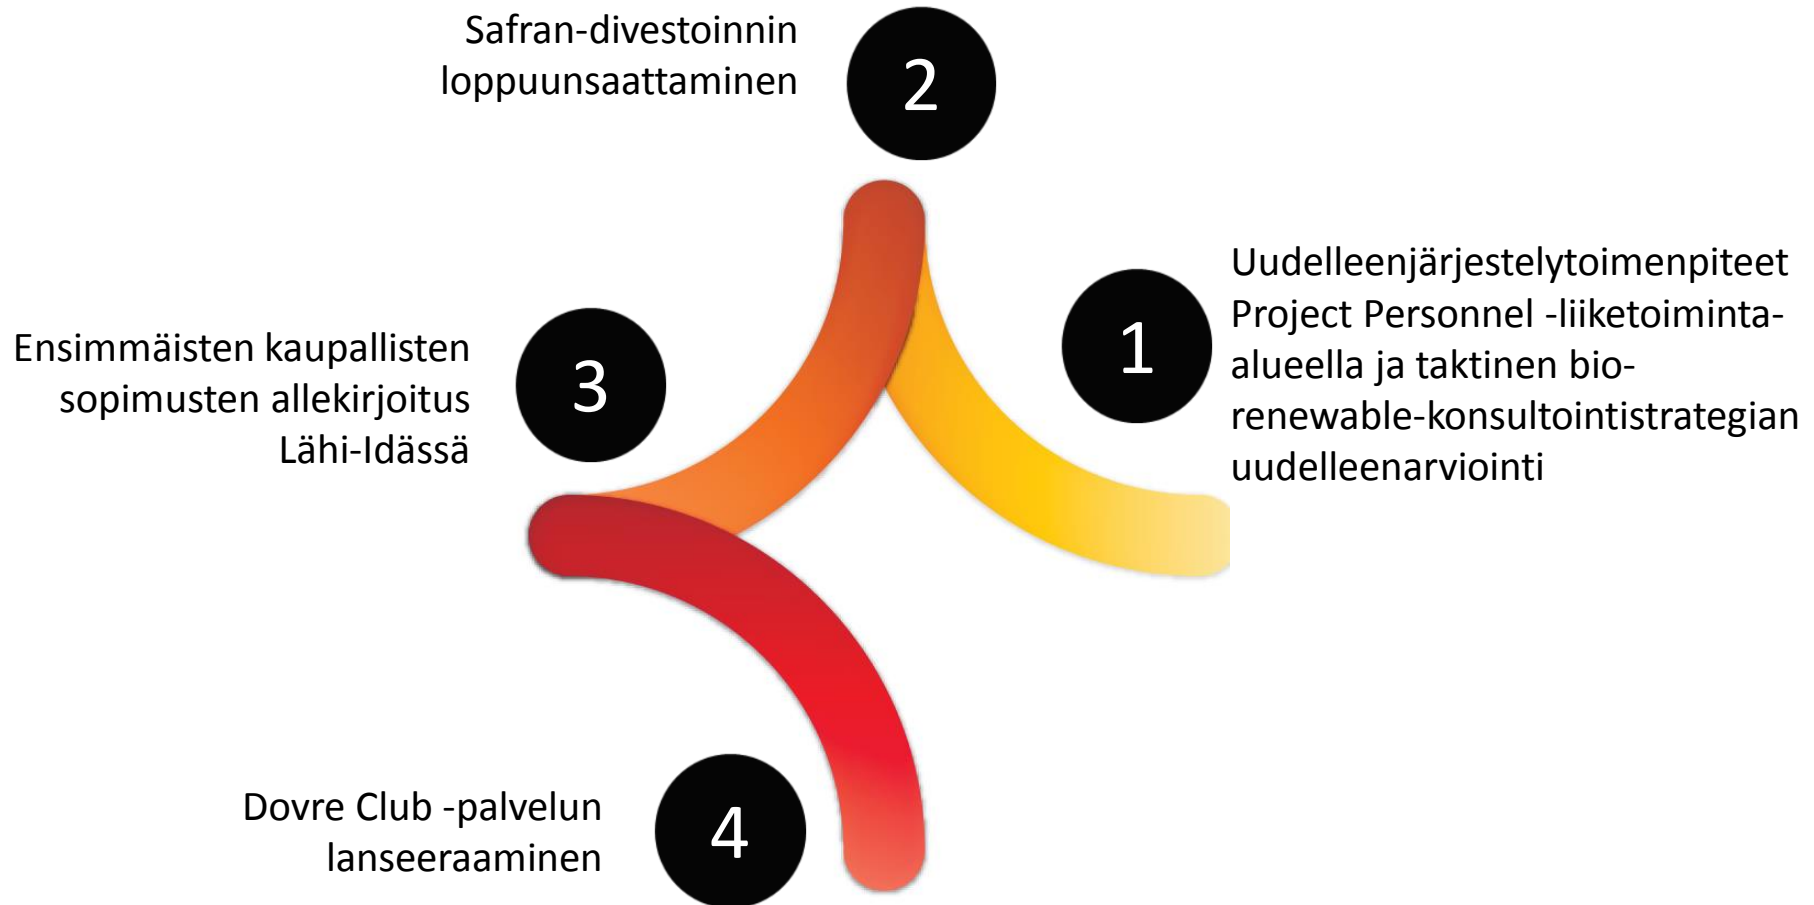 Safran-divestoinnin
loppuunsaattaminen
2
Uudelleenjärjestelytoimenpiteet
Project Personnel -liiketoiminta-
alueella ja taktinen bio-
renewable-konsultointistrategian
uudelleenarviointi
1
Ensimmäisten kaupallisten
sopimusten allekirjoitus
Lähi-Idässä
3
Dovre Club -palvelun
lanseeraaminen
4